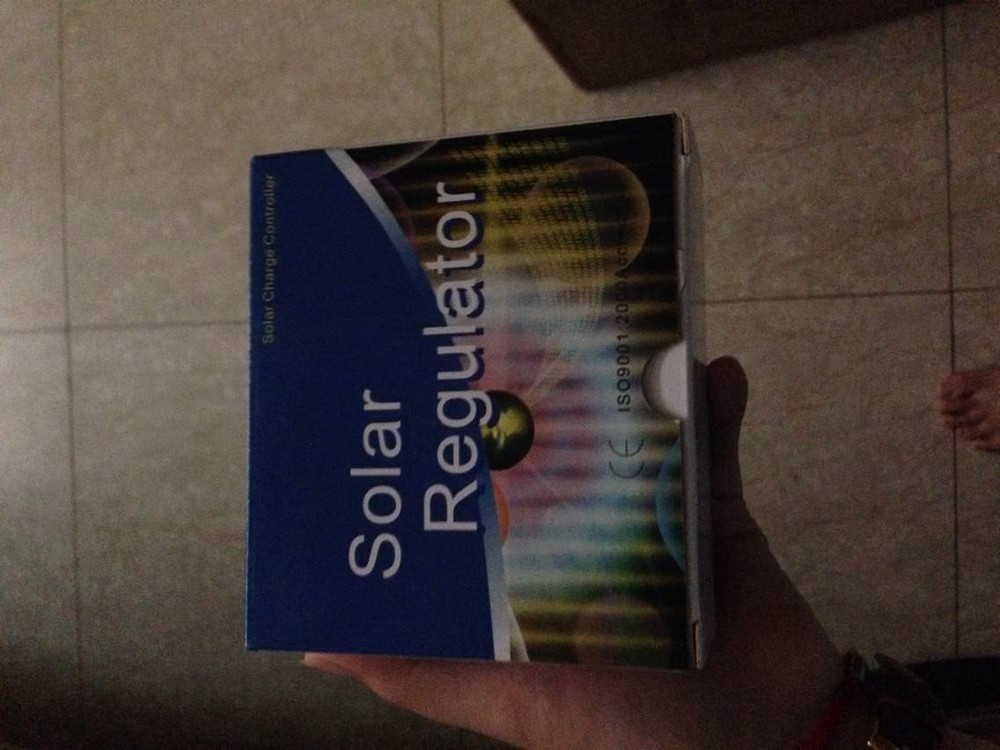 Solar Charge Controller
Solar
Regulator
CE ISO9001:2000